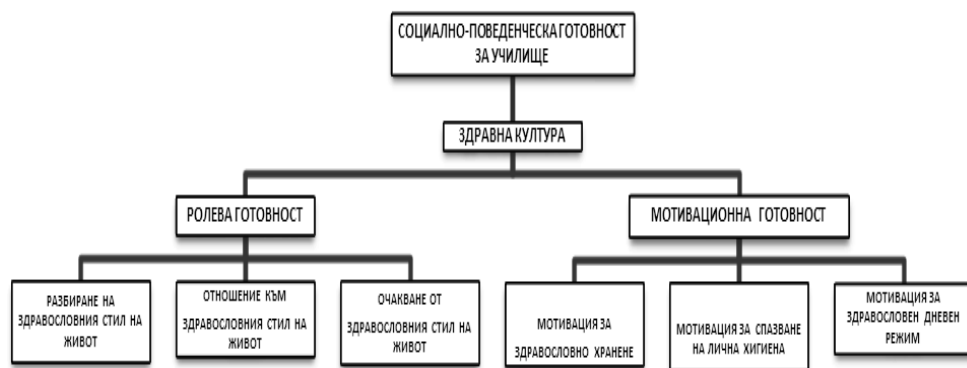 СОЦИАЛНО-ПОВЕДЕНЧЕСКА ГОТОВНОСТ
ЗА УЧИЛИЩЕ
ЗДРАВНА КУЛТУРА
РОЛЕВА ГОТОВНОСТ
МОТИВАЦИОННА ГОТОВНОСТ
РАЗБИРАНЕ НА
ЗДРАВОСЛОВНИЯ СТИЛ НА
ЖИВОТ
ОТНОШЕНИЕ КЪМ
ЗДРАВОСЛОВНИЯ СТИЛ НА
ЖИВОТ
ОЧАКВАНЕ ОТ
ЗДРАВОСЛОВНИЯ СТИЛ НА
ЖИВОТ
МОТИВАЦИЯ ЗА
ЗДРАВОСЛОВНО ХРАНЕНЕ
МОТИВАЦИЯ ЗА СПАЗВАНЕ
НА ЛИЧНА ХИГИЕНА
МОТИВАЦИЯ ЗА
ЗДРАВОСЛОВЕН ДНЕВЕН
РЕЖИМ